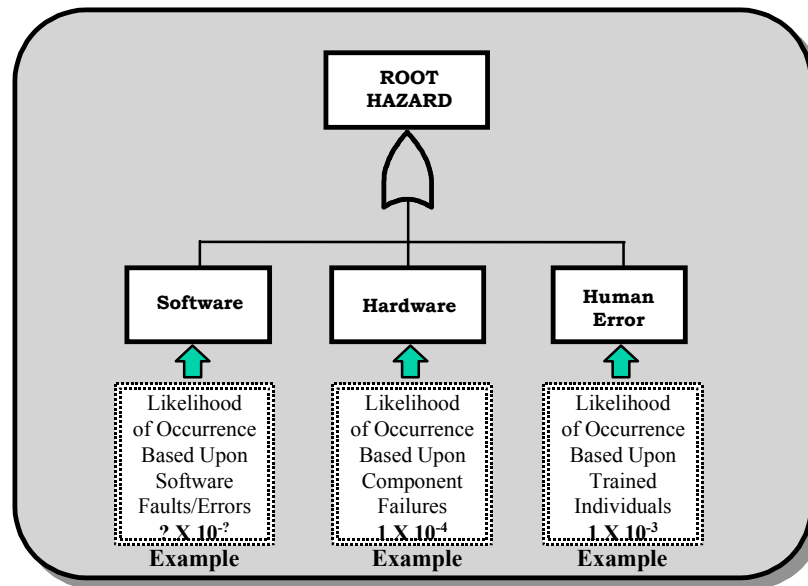 ROOT
HAZARD
Software
Hardware
Human
Error
Likelihood
of Occurrence
Based Upon
Software
Faults/Errors
? X 10-?
Example
Likelihood
of Occurrence
Based Upon
Component
Failures
1 X 10-4
Example
Likelihood
of Occurrence
Based Upon
Trained
Individuals
1 X 10-3
Example